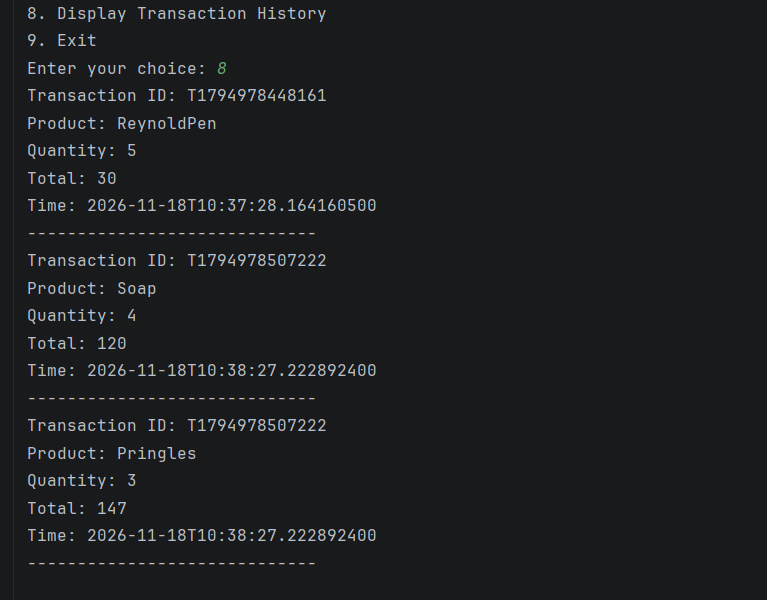 8. Display Transaction History
9. Exit
Enter your choice: 8
Transaction ID: T1794978448161
Product: ReynoldPen
Quantity: 5
Total: 30
Time: 2026-11-18T10:37:28.164160500
-----------------------------
Transaction ID: T1794978507222
Product: Soap
Quantity: 4
Total: 120
Time: 2026-11-18T10:38:27.222892400
-----------------------------
Transaction ID: T1794978507222
Product: Pringles
Quantity: 3
Total: 147
Time: 2026-11-18T10:38:27.222892400
-----------------------------